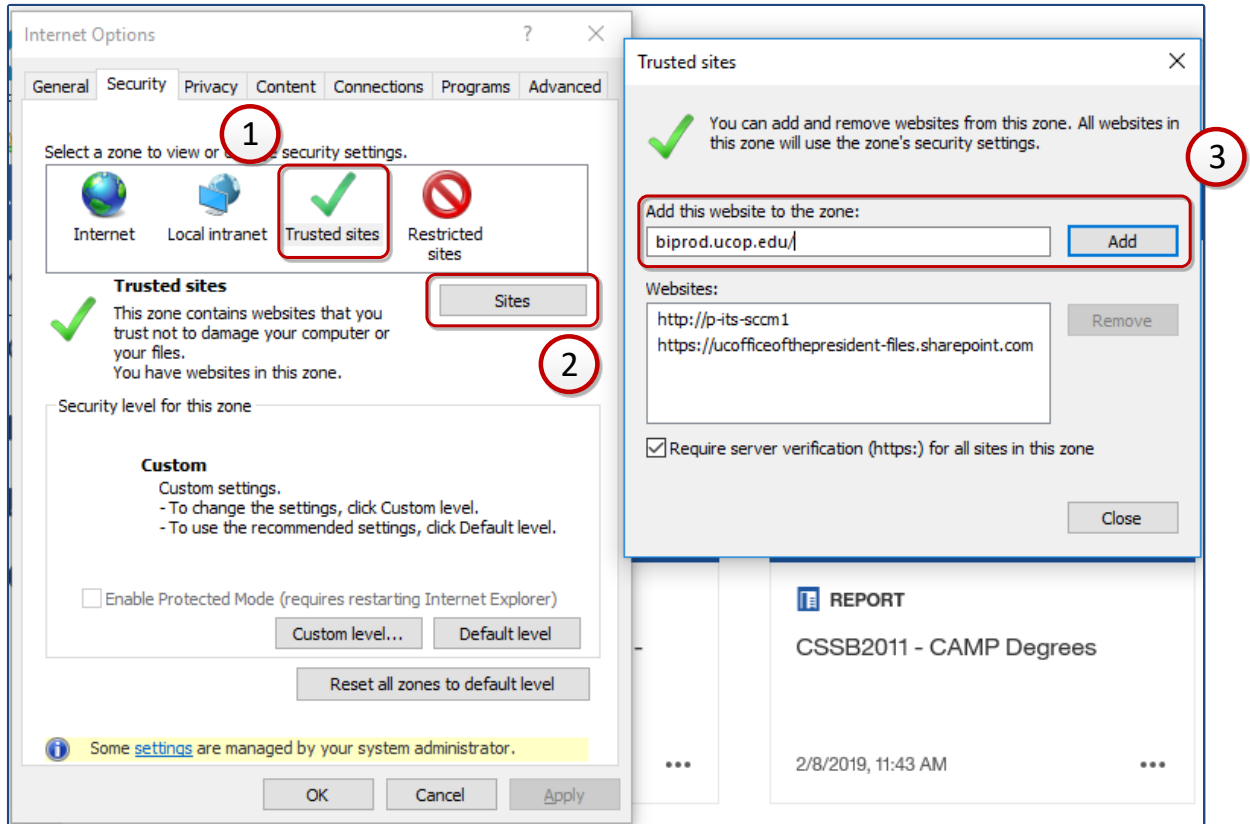 Internet Options
?
General Security Privacy Content Connections Programs Advanced
1
Select a zone to view or security settings.
Internet
Local intranet
Trusted sites
Restricted
sites
Trusted sites
This zone contains websites that you
trust not to damage your computer or
your files.
You have websites in this zone.
Sites
2
Security level for this zone
Custom
Custom settings.
- To change the settings, click Custom level.
- To use the recommended settings, click Default level.
Enable Protected Mode (requires restarting Internet Explorer)
Custom level...
Default level
Reset all zones to default level
Some settings are managed by your system administrator.
OK
Cancel
Apply
Trusted sites
You can add and remove websites from this zone. All websites in
this zone will use the zone's security settings.
3
Add this website to the zone:
biprod.ucop.edu/
Add
Websites:
http://p-its-sccm1
https://ucofficeofthepresident-files.sharepoint.com
Remove
Require server verification (https:) for all sites in this zone
Close
-
REPORT
CSSB2011 - CAMP Degrees
2/8/2019, 11:43 AM